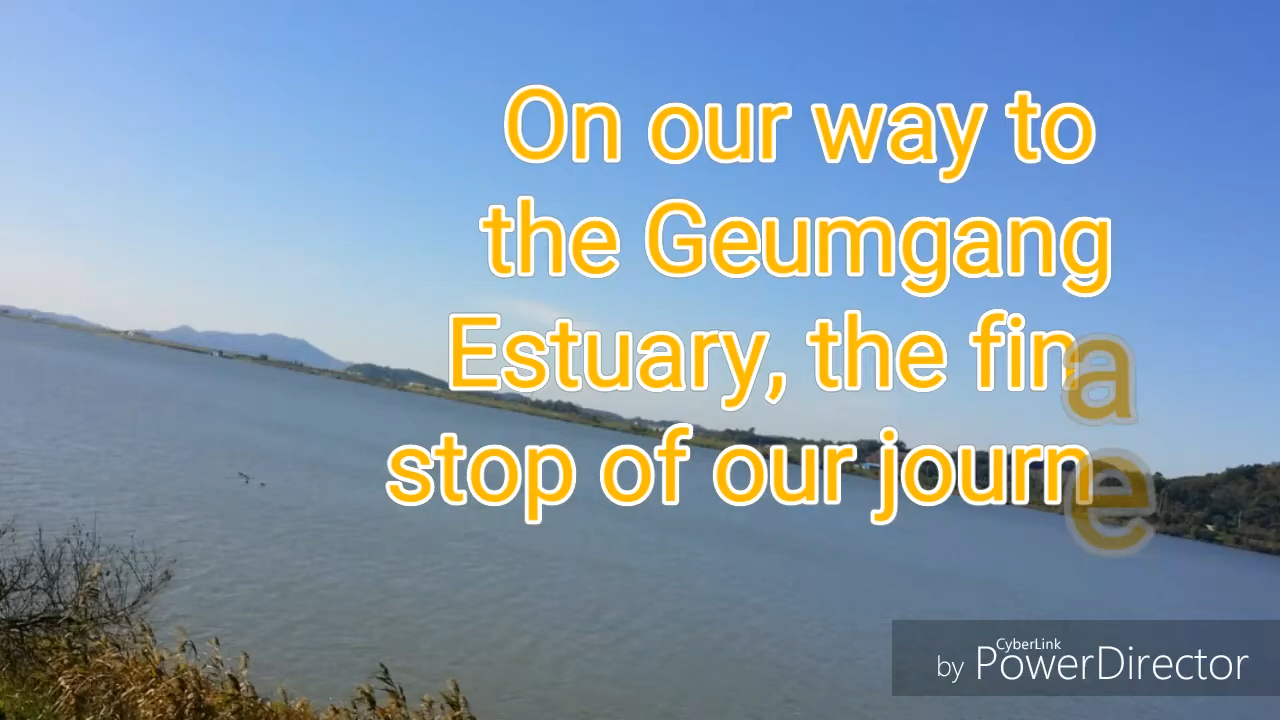 On our way to
the Geumgang
Estuary, the fina
stop of our journe
CyberLink
by PowerDirector